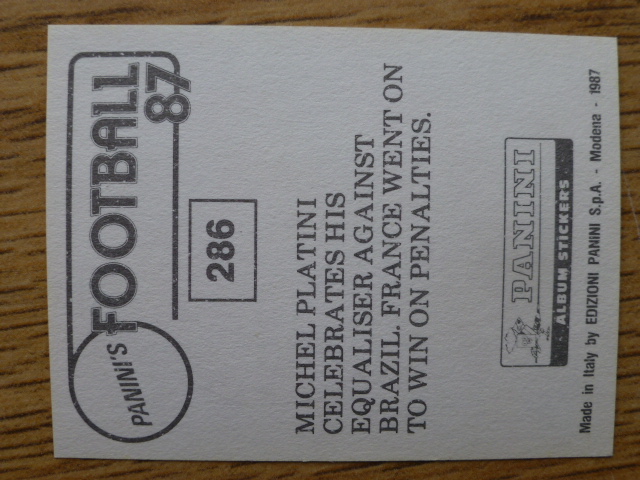 PANINI'S
FOOTBALL
87
286
MICHEL PLATINI
CELEBRATES HIS
EQUALISER AGAINST
BRAZIL. FRANCE WENT ON
TO WIN ON PENALTIES.
PANINI
ALBUM STICKERS
Made in Italy by EDIZIONI PANINI S.p.A. - Modena - 1987